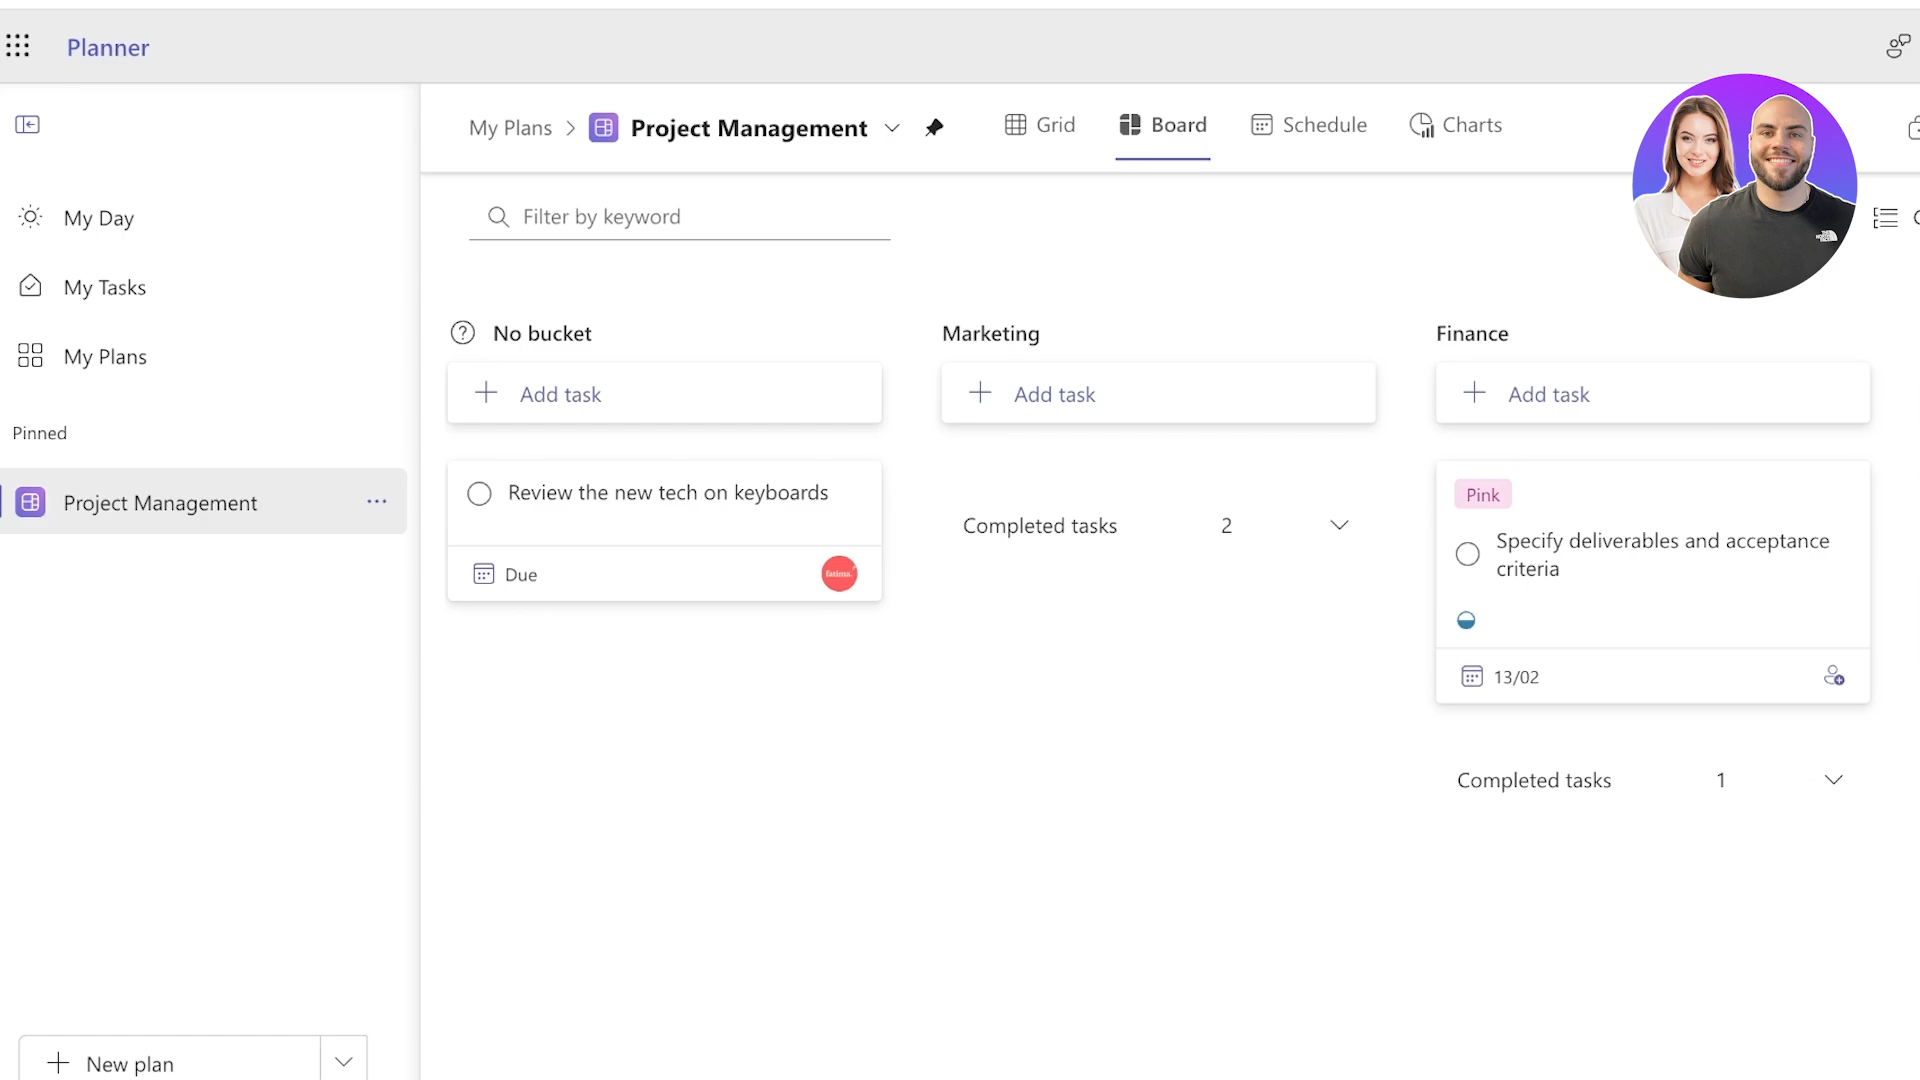 Planner
My Plans
Project Management
Grid
Board
Schedule
Charts
My Day
My Tasks
My Plans
Pinned
Project Management
New plan
Filter by keyword
No bucket
Add task
Review the new tech on keyboards
Due
fatima.
Marketing
Add task
Completed tasks 2
Finance
Add task
Pink
Specify deliverables and acceptance
criteria
13/02
Completed tasks 1